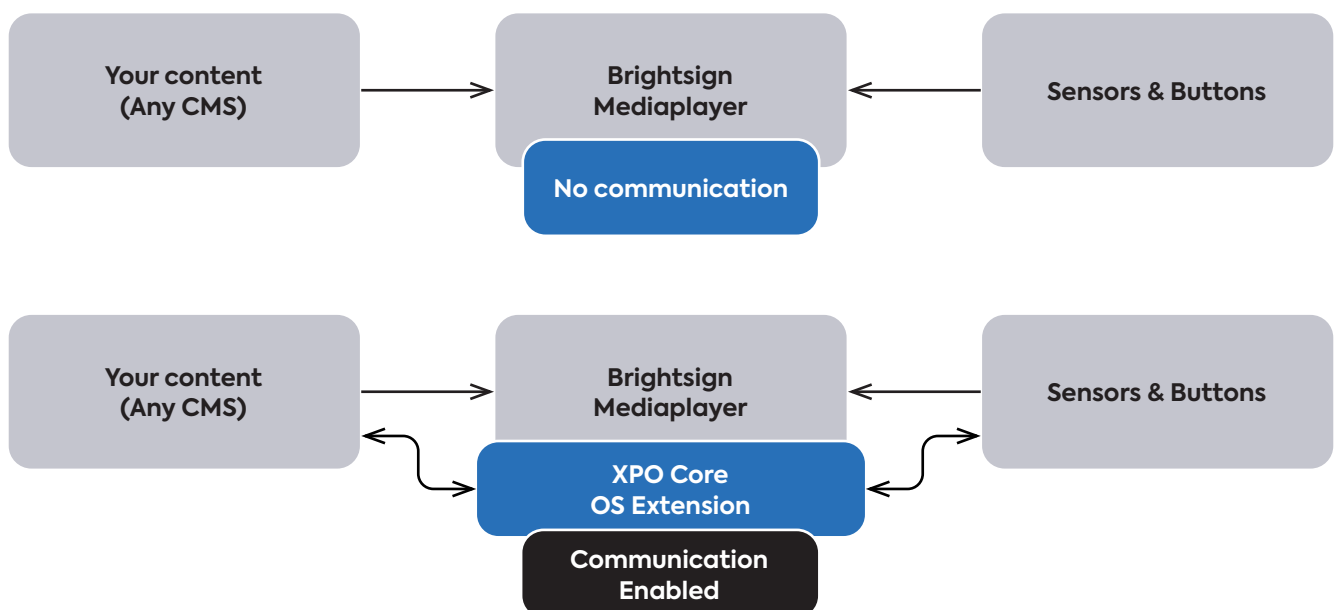 Your content
(Any CMS)
Brightsign
Mediaplayer
Sensors & Buttons
No communication
Your content
(Any CMS)
Brightsign
Mediaplayer
Sensors & Buttons
XPO Core
OS Extension
Communication
Enabled